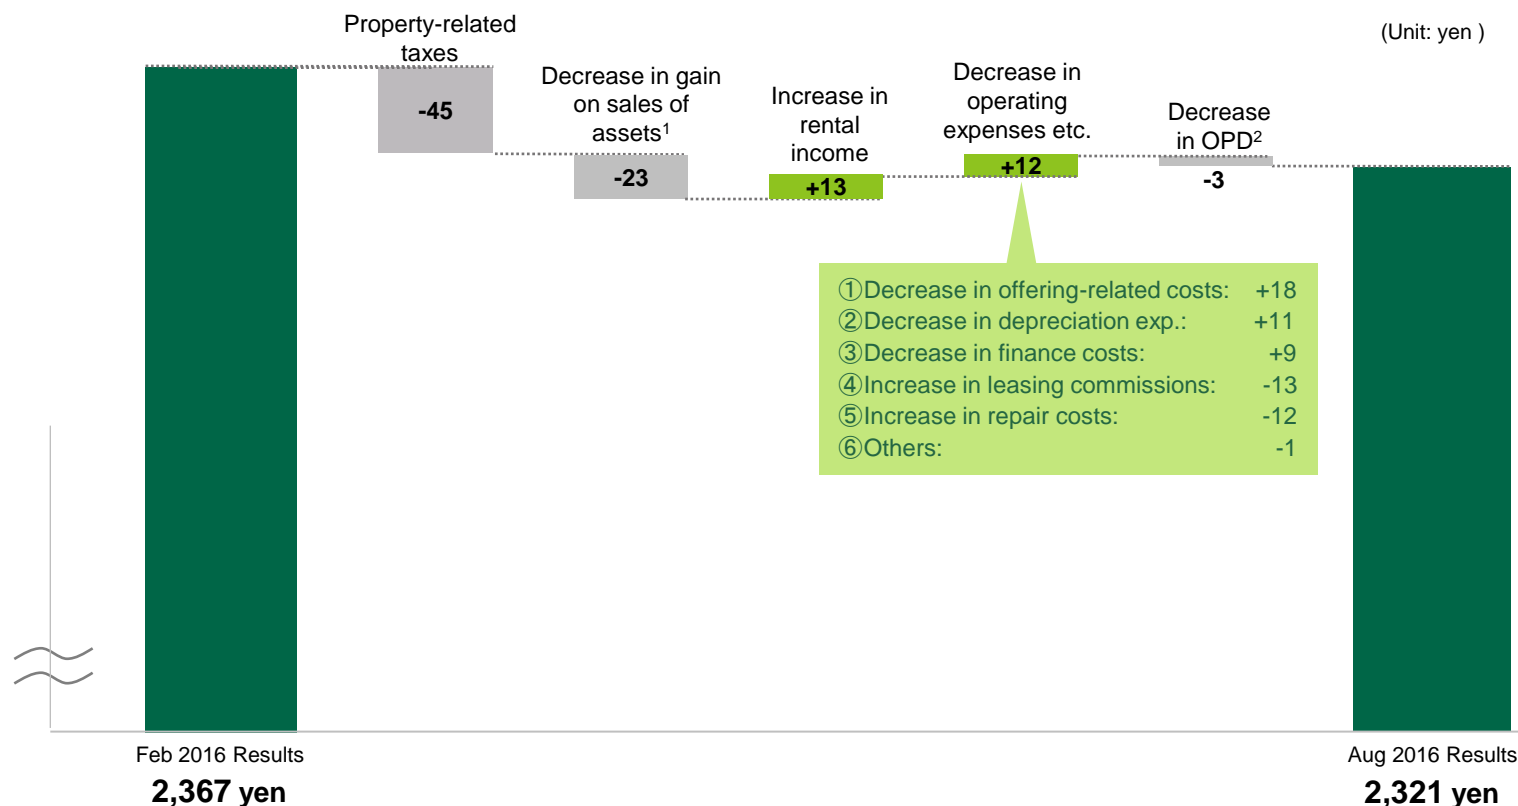 (Unit: yen )
Property-related
taxes
-45
Decrease in gain
on sales of
assets1
-23
Increase in
rental
income
+13
Decrease in
operating
expenses etc.
+12
Decrease
in OPD2
-3
①Decrease in offering-related costs: +18
②Decrease in depreciation exp.: +11
③Decrease in finance costs: +9
④Increase in leasing commissions: -13
⑤Increase in repair costs: -12
⑥Others: -1
Feb 2016 Results
2,367 yen
Aug 2016 Results
2,321 yen